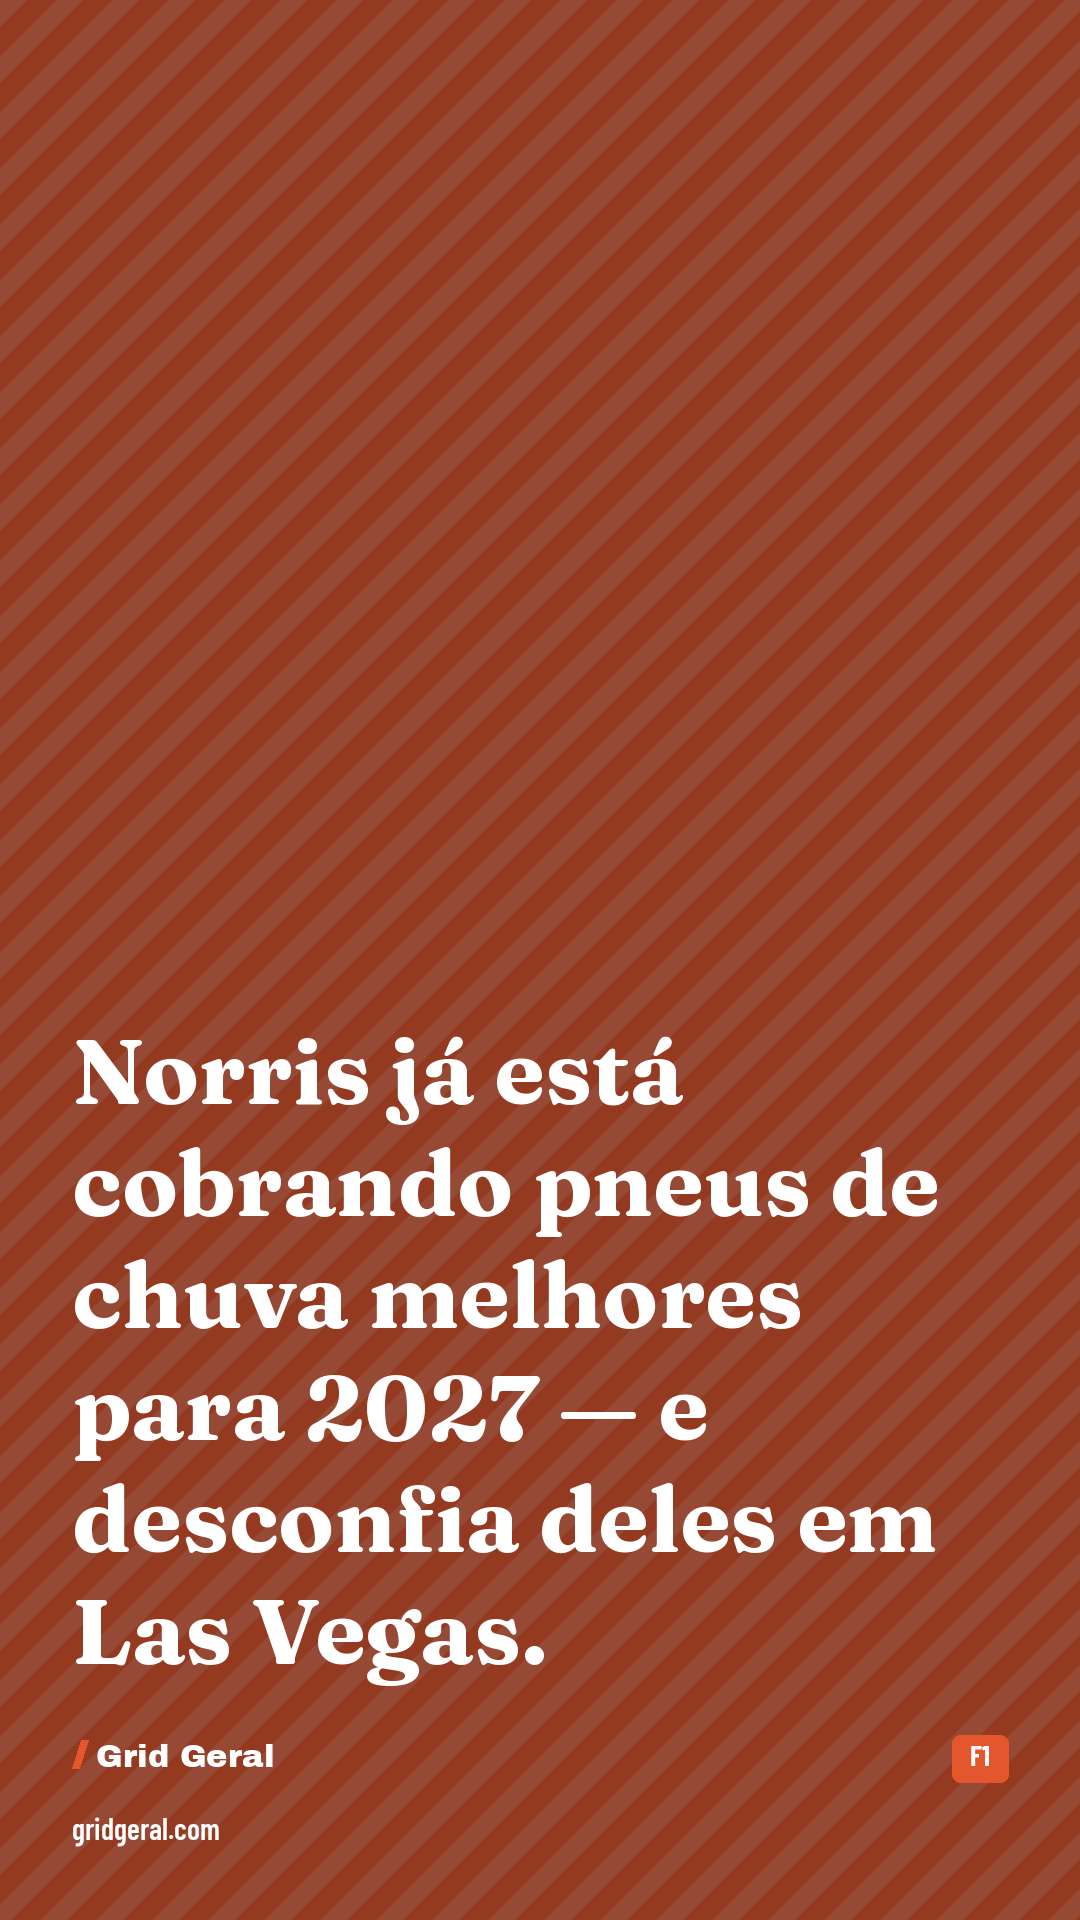 Norris já está
cobrando pneus de
chuva melhores
para 2027 — e
desconfia deles em
Las Vegas.
/ Grid Geral
F1
gridgeral.com